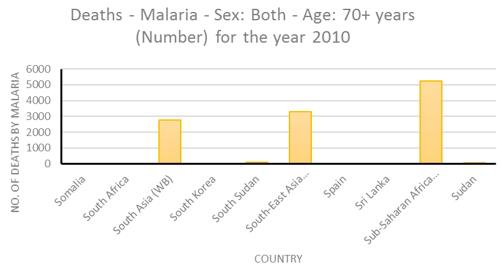 Deaths - Malaria - Sex: Both - Age: 70+ years
(Number) for the year 2010
NO. OF DEATHS BY MALARIA
6000
5000
4000
3000
2000
1000
0
Somalia
South Africa
South Asia (WB)
South Korea
South Sudan
South-East Asia...
Spain
Sri Lanka
Sub-Saharan Africa...
Sudan
COUNTRY